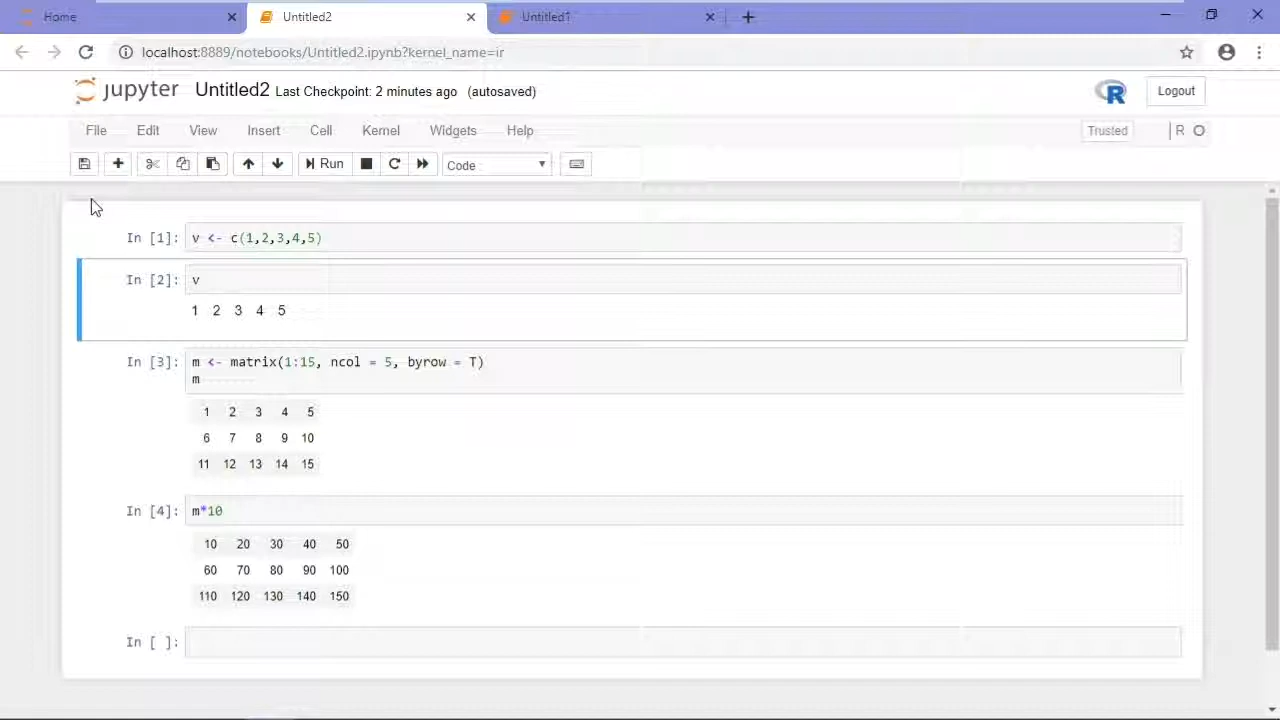 Home
Untitled2
Untitled1
localhost:8889/notebooks/Untitled2.ipynb?kernel_name=ir
jupyter Untitled2 Last Checkpoint: 2 minutes ago (autosaved)
R
Logout
File Edit View Insert Cell Kernel Widgets Help
Trusted
R
Run
Code
In [1]: v <- c(1,2,3,4,5)
In [2]: v
1 2 3 4 5
In [3]: m <- matrix(1:15, ncol = 5, byrow = T)
m
1 2 3 4 5
6 7 8 9 10
11 12 13 14 15
In [4]: m*10
10 20 30 40 50
60 70 80 90 100
110 120 130 140 150
In [ ]: